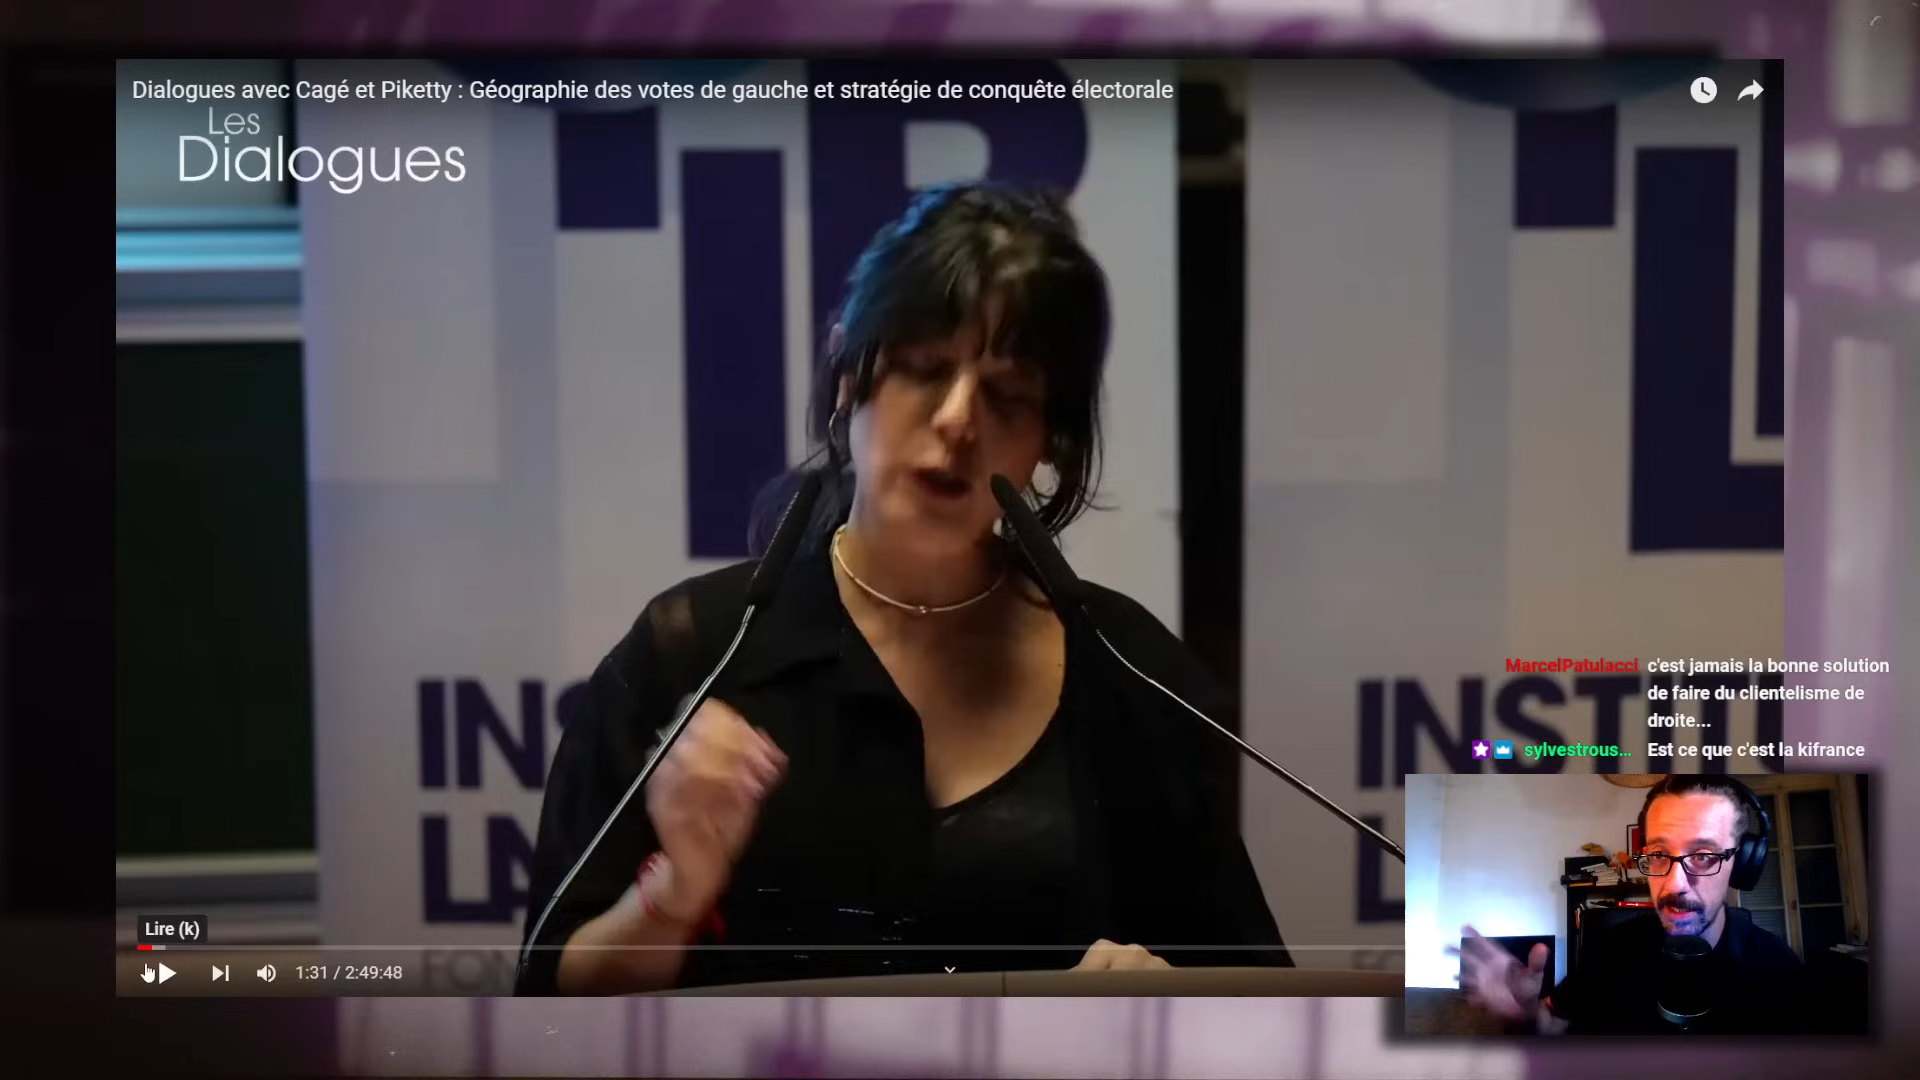 Dialogues avec Cagé et Piketty : Géographie des votes de gauche et stratégie de conquête électorale
Les
Dialogues
MarcelPatulacci c'est jamais la bonne solution
de faire du clientelisme de
droite...
sylvestrous... Est ce que c'est la kifrance
Lire (k)
1:31 / 2:49:48